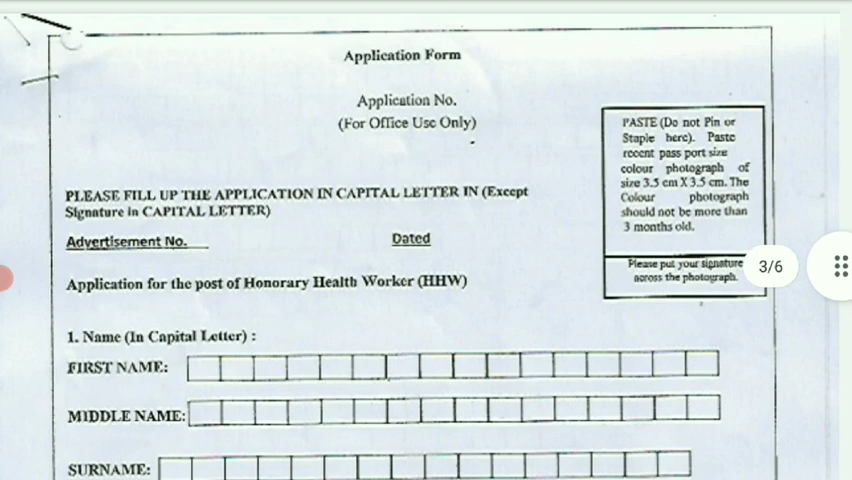 Application Form
Application No.
(For Office Use Only)
PASTE (Do not Pin or
Staple here). Paste
recent pass port size
colour photograph of
size 3.5 cm X 3.5 cm. The
Colour photograph
should not be more than
3 months old.
Please put your signature
across the photograph.
PLEASE FILL UP THE APPLICATION IN CAPITAL LETTER IN (Except
Signature in CAPITAL LETTER)
Advertisement No.
Dated
3/6
Application for the post of Honorary Health Worker (HHW)
1. Name (In Capital Letter) :
FIRST NAME:
MIDDLE NAME:
SURNAME: